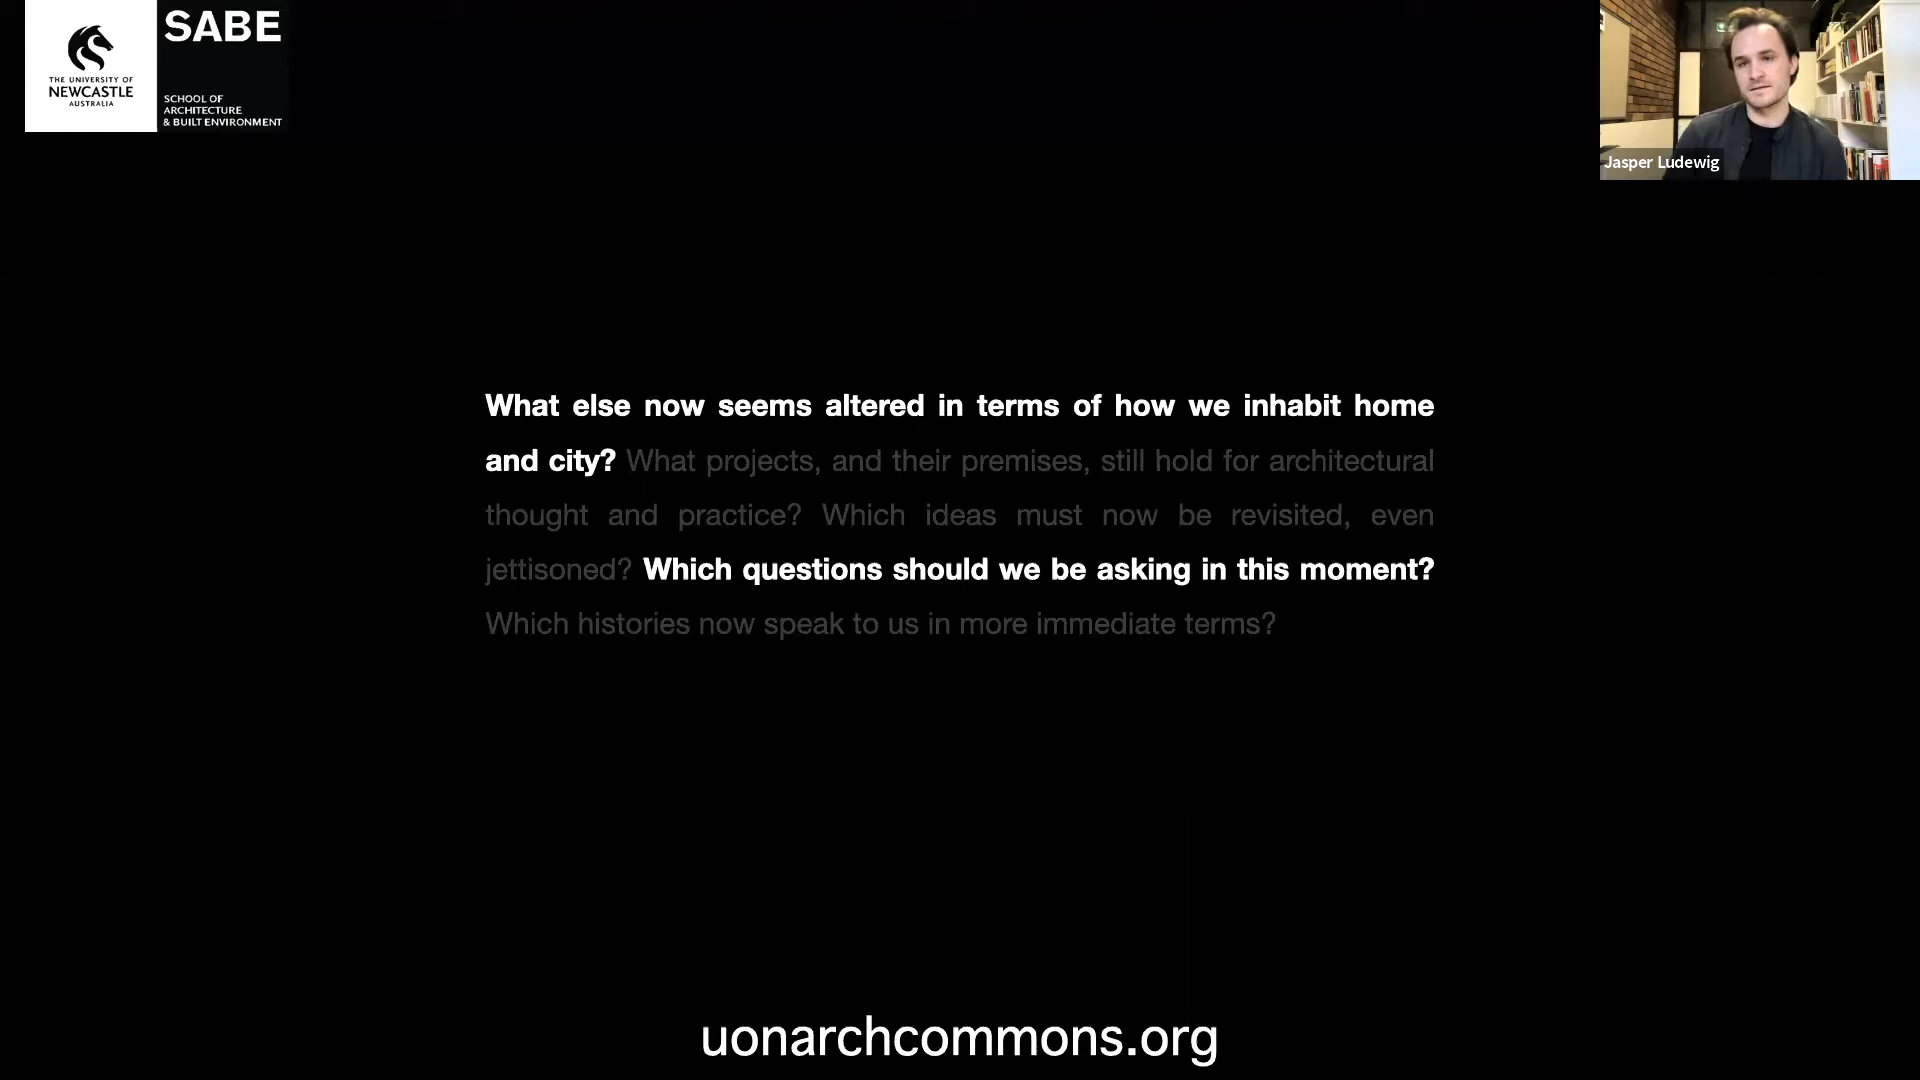 THE UNIVERSITY OF
NEWCASTLE
AUSTRALIA
SABE
SCHOOL OF
ARCHITECTURE
& BUILT ENVIRONMENT
Jasper Ludewig
What else now seems altered in terms of how we inhabit home
and city? What projects, and their premises, still hold for architectural
thought and practice? Which ideas must now be revisited, even
jettisoned? Which questions should we be asking in this moment?
Which histories now speak to us in more immediate terms?
uonarchcommons.org